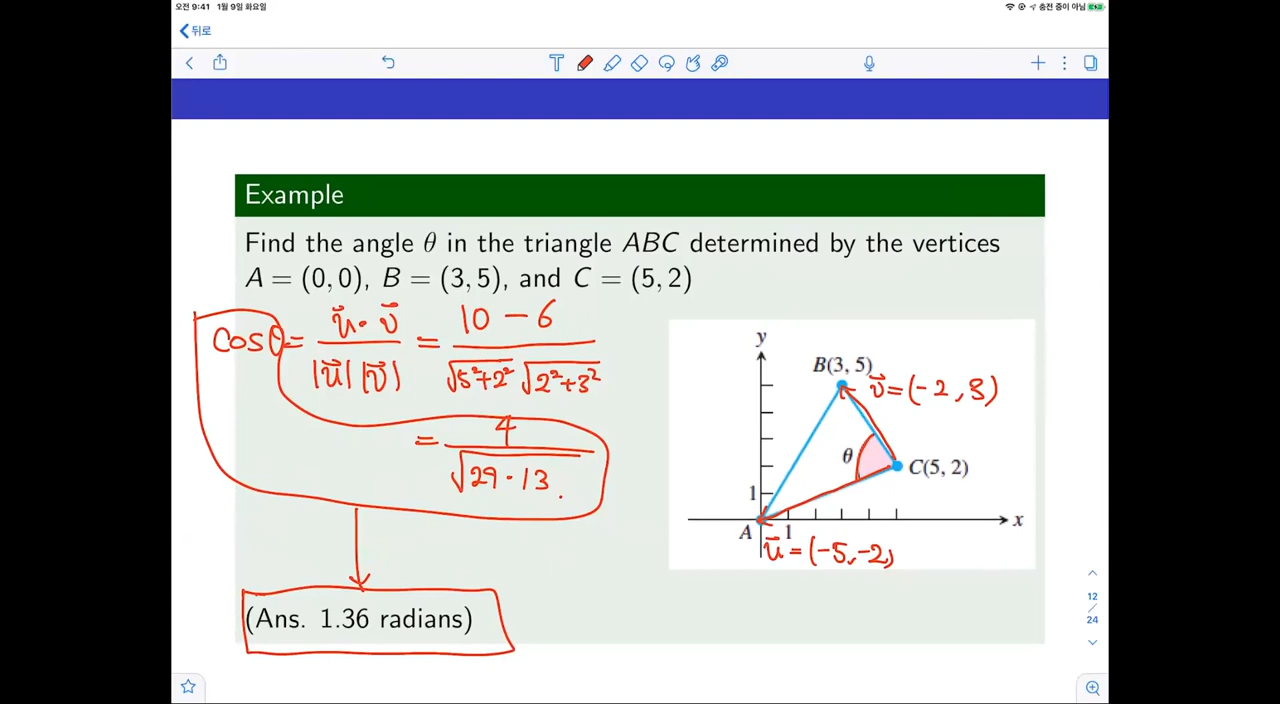 오전 9:41 1월 9일 화요일
충전 중이 아님
뒤로
T
Example
Find the angle θ in the triangle ABC determined by the vertices
A = (0, 0), B = (3, 5), and C = (5, 2)
cosθ = u⃗·v⃗ / |u⃗| |v⃗| = 10 − 6 / √5²+2² √2²+3²
= 4 / √29·13
(Ans. 1.36 radians)
y
B(3, 5)
v⃗ = (−2, 3)
θ
C(5, 2)
1
A
1
x
u⃗ = (−5, −2)
12
/
24